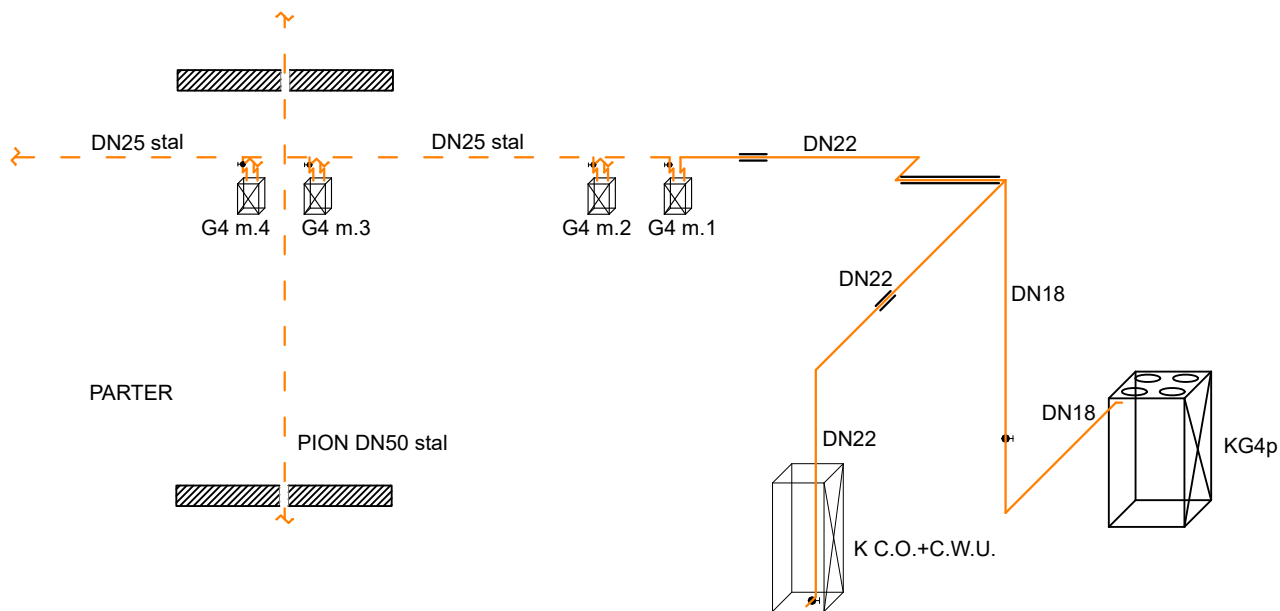 DN25 stal
DN25 stal
DN22
G4 m.4
G4 m.3
G4 m.2
G4 m.1
DN22
DN18
PARTER
DN18
PION DN50 stal
DN22
KG4p
K C.O.+C.W.U.